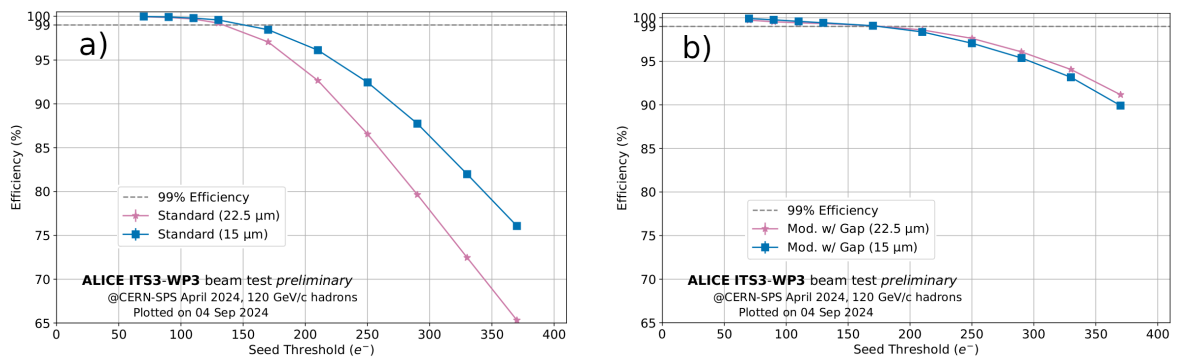 100
99
95
90
85
80
75
70
65
0
50
100
150
200
250
300
350
400
Efficiency (%)
Seed Threshold (e⁻)
a)
99% Efficiency
Standard (22.5 μm)
Standard (15 μm)
ALICE ITS3-WP3 beam test preliminary
@CERN-SPS April 2024, 120 GeV/c hadrons
Plotted on 04 Sep 2024
100
99
95
90
85
80
75
70
65
0
50
100
150
200
250
300
350
400
Efficiency (%)
Seed Threshold (e⁻)
b)
99% Efficiency
Mod. w/ Gap (22.5 μm)
Mod. w/ Gap (15 μm)
ALICE ITS3-WP3 beam test preliminary
@CERN-SPS April 2024, 120 GeV/c hadrons
Plotted on 04 Sep 2024